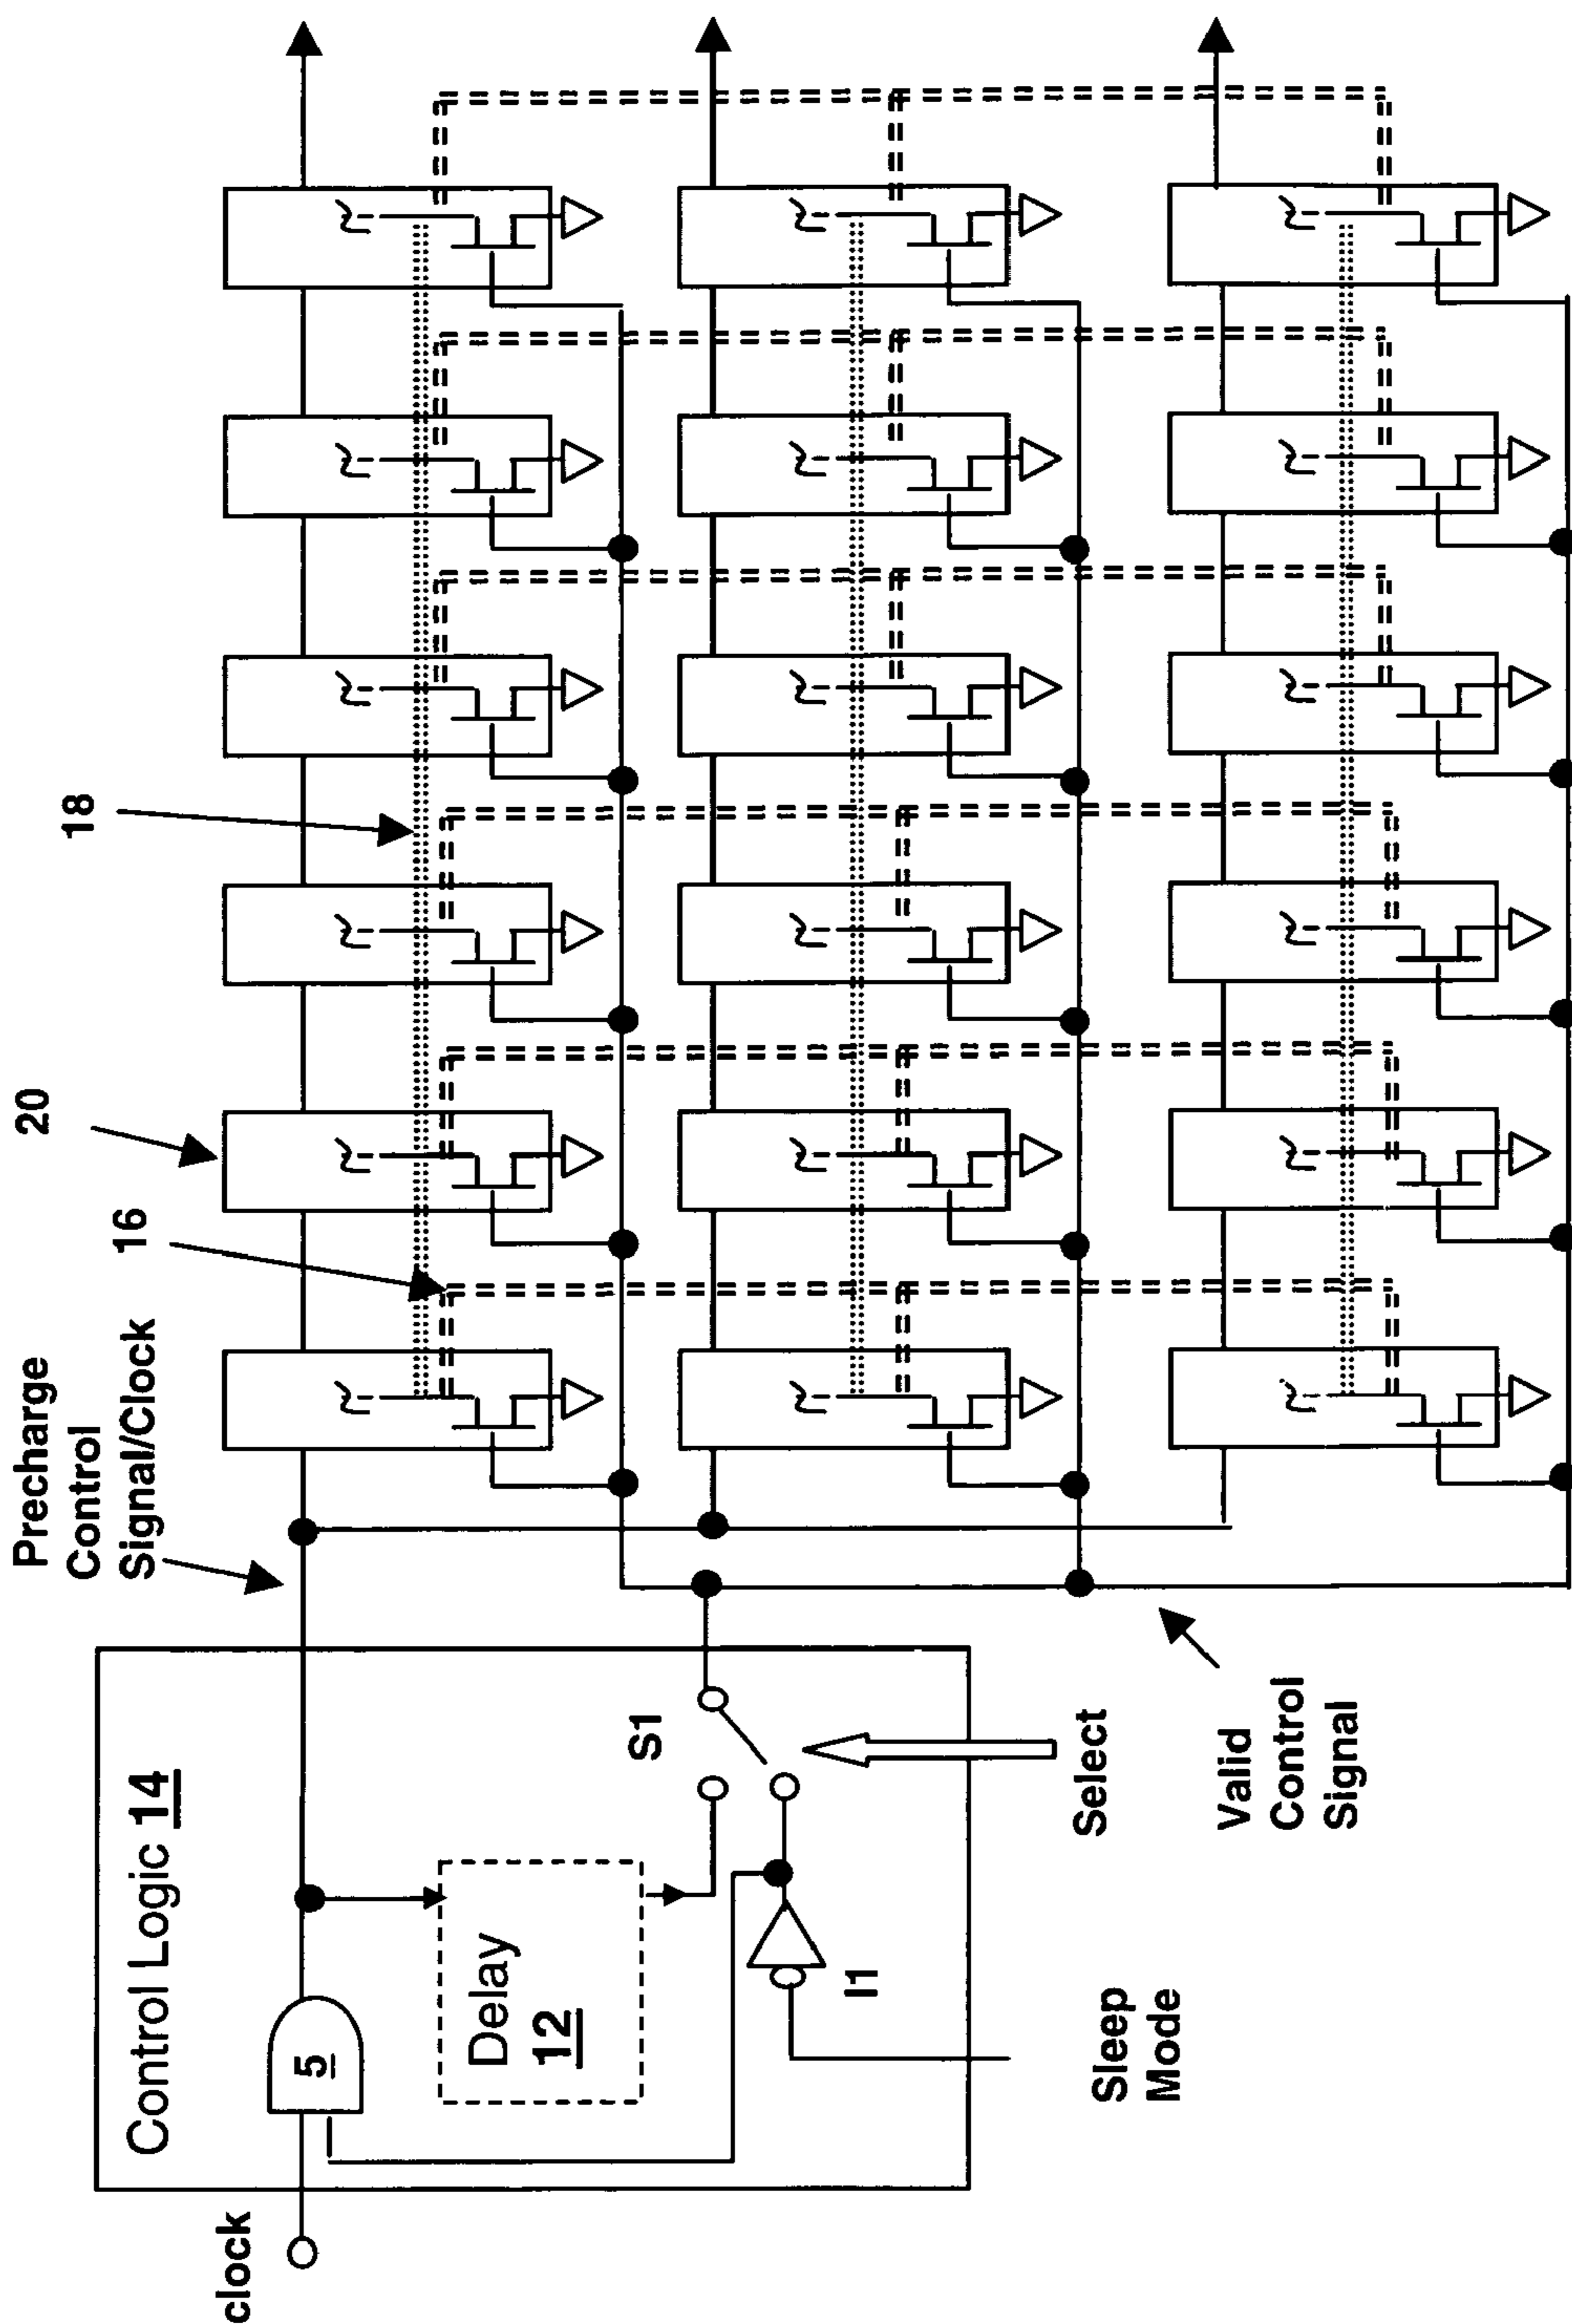 clock
Control Logic 14
5
Delay
12
I1
S1
Sleep
Mode
Select
Valid
Control
Signal
Precharge
Control
Signal/Clock
16
20
18